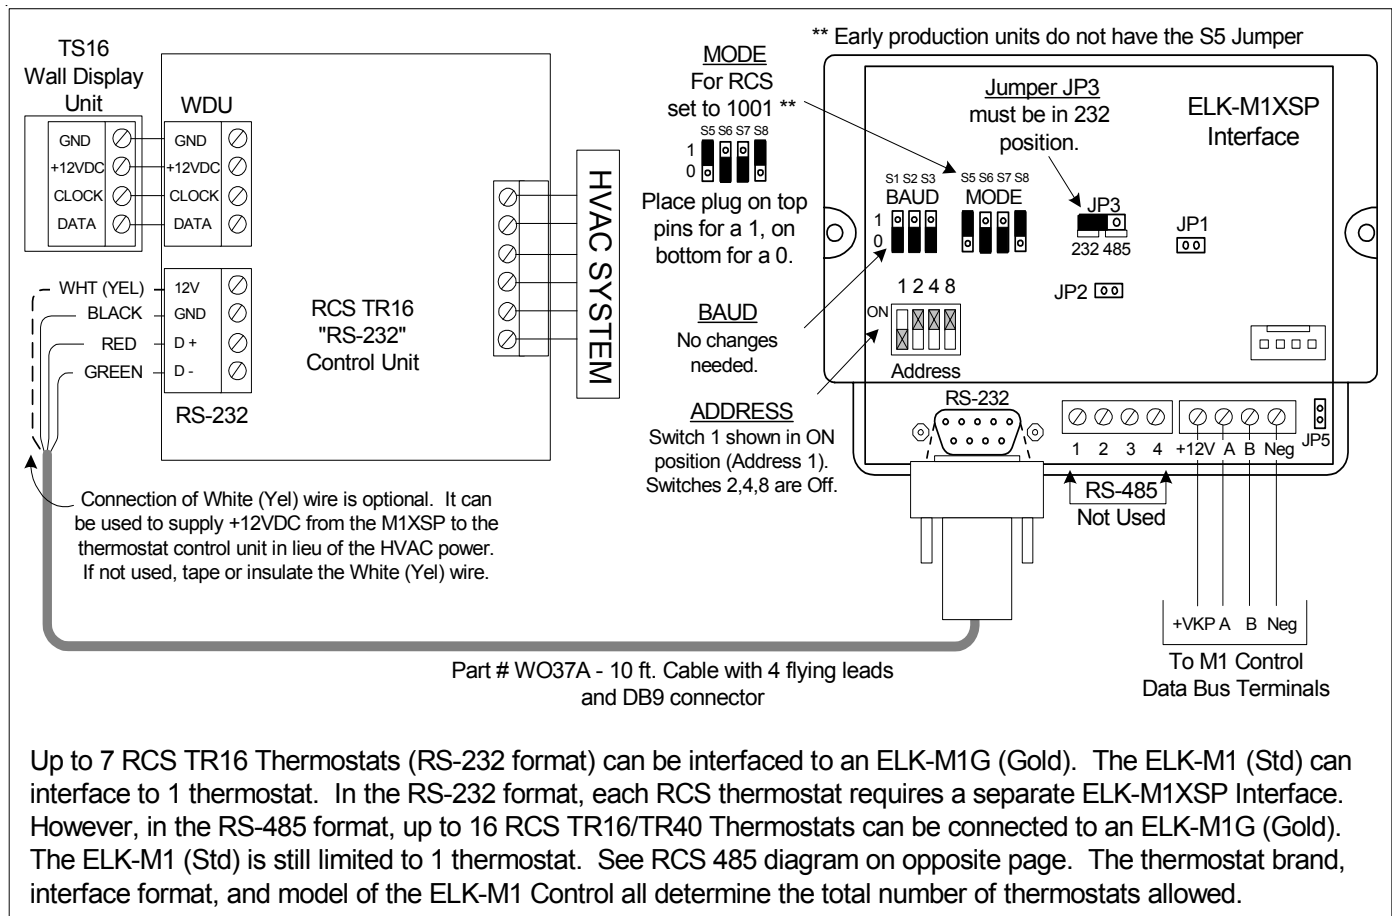 ** Early production units do not have the S5 Jumper
TS16
Wall Display
Unit
GND
+12VDC
CLOCK
DATA
WDU
GND
+12VDC
CLOCK
DATA
WHT (YEL)
BLACK
RED
GREEN
12V
GND
D +
D -
RS-232
RCS TR16
"RS-232"
Control Unit
HVAC SYSTEM
Connection of White (Yel) wire is optional. It can
be used to supply +12VDC from the M1XSP to the
thermostat control unit in lieu of the HVAC power.
If not used, tape or insulate the White (Yel) wire.
MODE
For RCS
set to 1001 **
S5 S6 S7 S8
1
0
Place plug on top
pins for a 1, on
bottom for a 0.
BAUD
No changes
needed.
ADDRESS
Switch 1 shown in ON
position (Address 1).
Switches 2,4,8 are Off.
Jumper JP3
must be in 232
position.
ELK-M1XSP
Interface
S1 S2 S3
BAUD
1
0
S5 S6 S7 S8
MODE
JP3
232 485
JP1
JP2
1 2 4 8
ON
Address
RS-232
1 2 3 4
+12V A B Neg
JP5
RS-485
Not Used
+VKP A B Neg
To M1 Control
Data Bus Terminals
Part # WO37A - 10 ft. Cable with 4 flying leads
and DB9 connector
Up to 7 RCS TR16 Thermostats (RS-232 format) can be interfaced to an ELK-M1G (Gold). The ELK-M1 (Std) can
interface to 1 thermostat. In the RS-232 format, each RCS thermostat requires a separate ELK-M1XSP Interface.
However, in the RS-485 format, up to 16 RCS TR16/TR40 Thermostats can be connected to an ELK-M1G (Gold).
The ELK-M1 (Std) is still limited to 1 thermostat. See RCS 485 diagram on opposite page. The thermostat brand,
interface format, and model of the ELK-M1 Control all determine the total number of thermostats allowed.